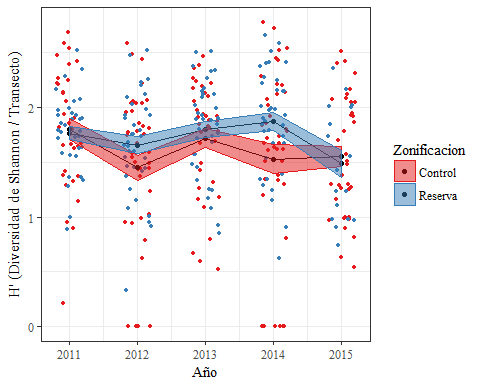 H' (Diversidad de Shannon / Transecto)
2
1
0
2011 2012 2013 2014 2015
Año
Zonificacion
Control
Reserva